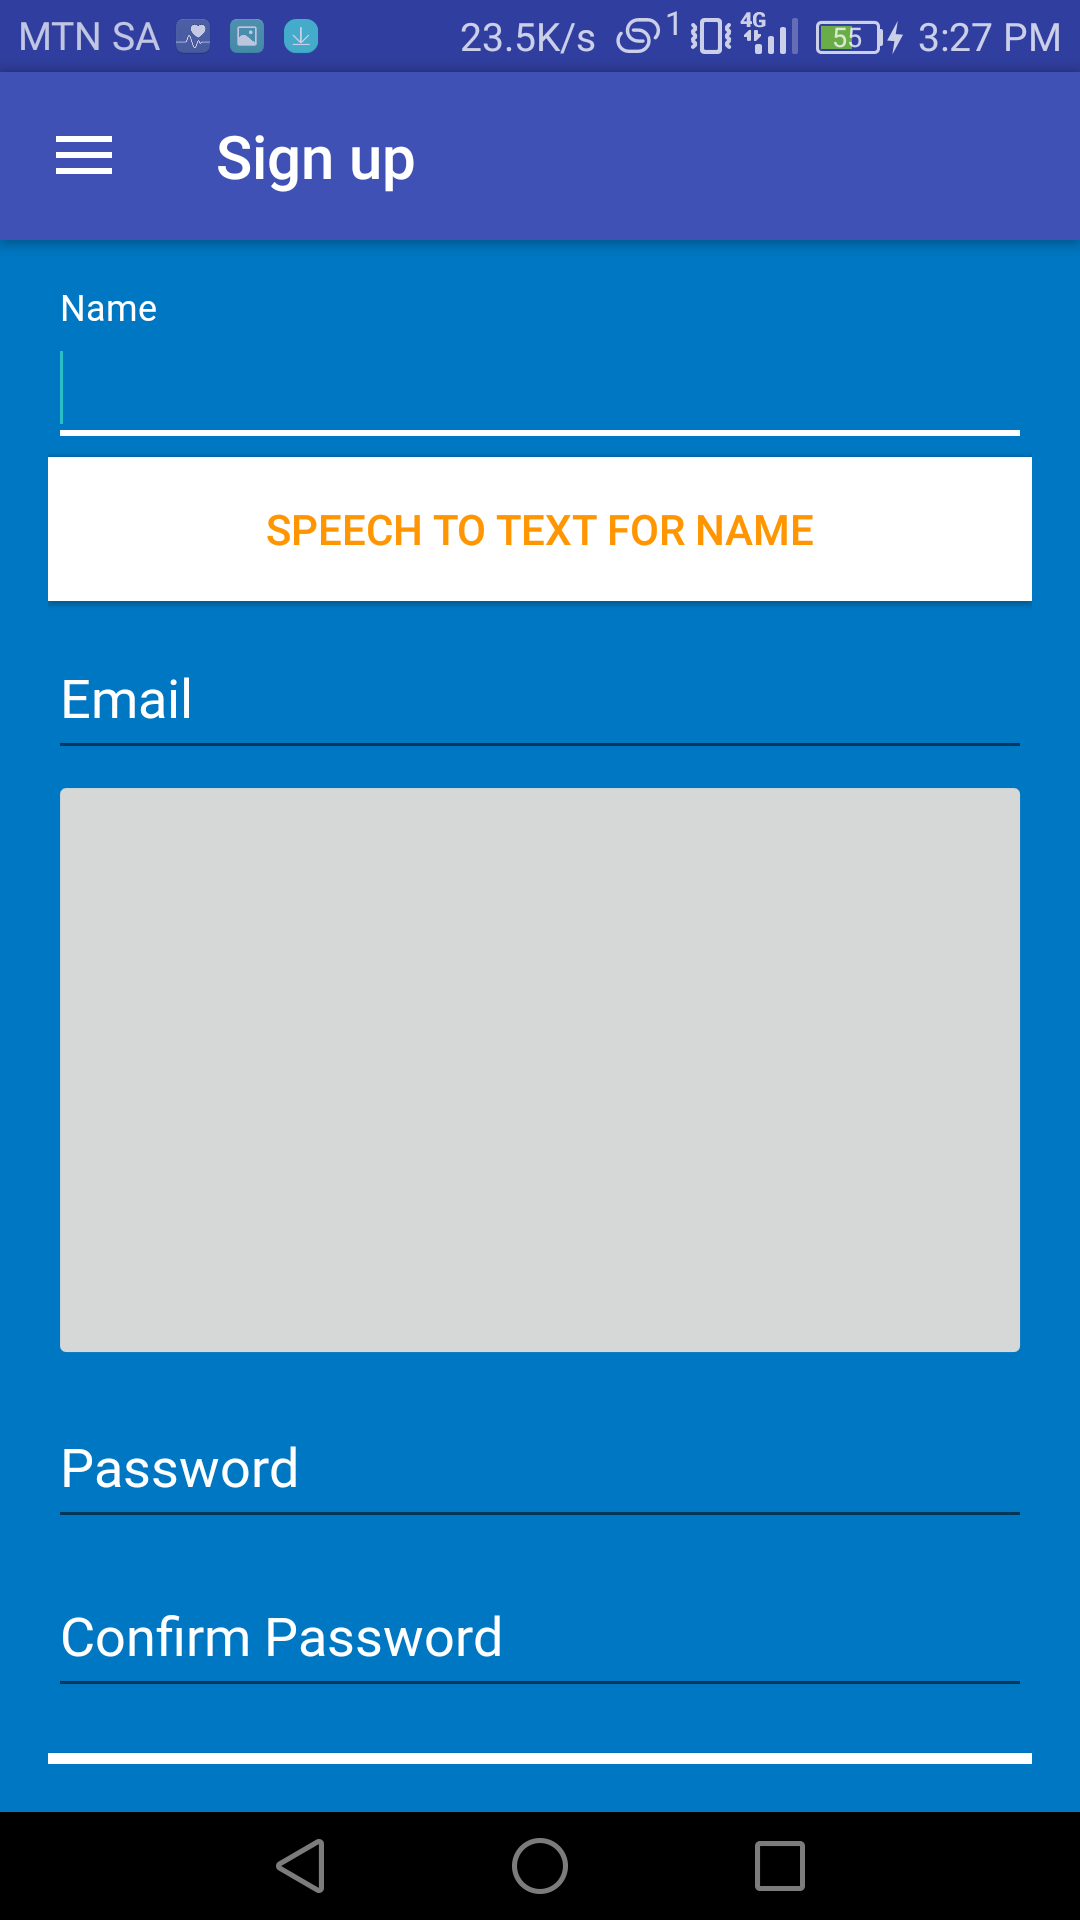 MTN SA 23.5K/s 1 4G 55 3:27 PM
Sign up
Name
SPEECH TO TEXT FOR NAME
Email
Password
Confirm Password